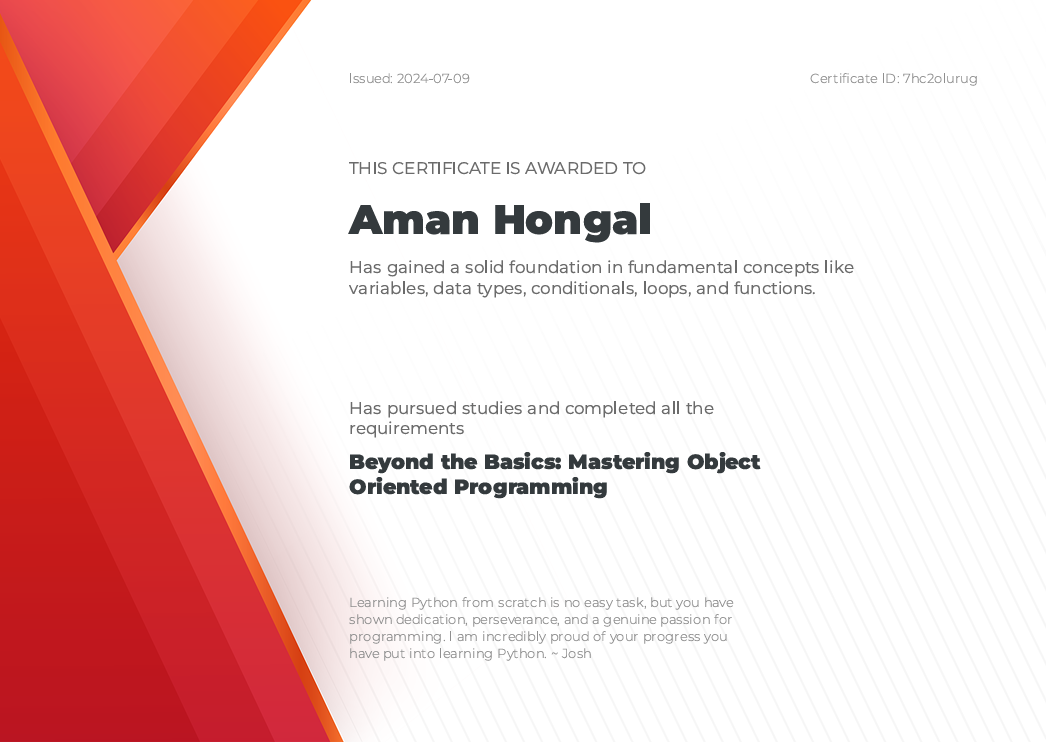 Issued: 2024-07-09
Certificate ID: 7hc2olurug
THIS CERTIFICATE IS AWARDED TO
Aman Hongal
Has gained a solid foundation in fundamental concepts like
variables, data types, conditionals, loops, and functions.
Has pursued studies and completed all the
requirements
Beyond the Basics: Mastering Object
Oriented Programming
Learning Python from scratch is no easy task, but you have
shown dedication, perseverance, and a genuine passion for
programming. I am incredibly proud of your progress you
have put into learning Python. ~ Josh